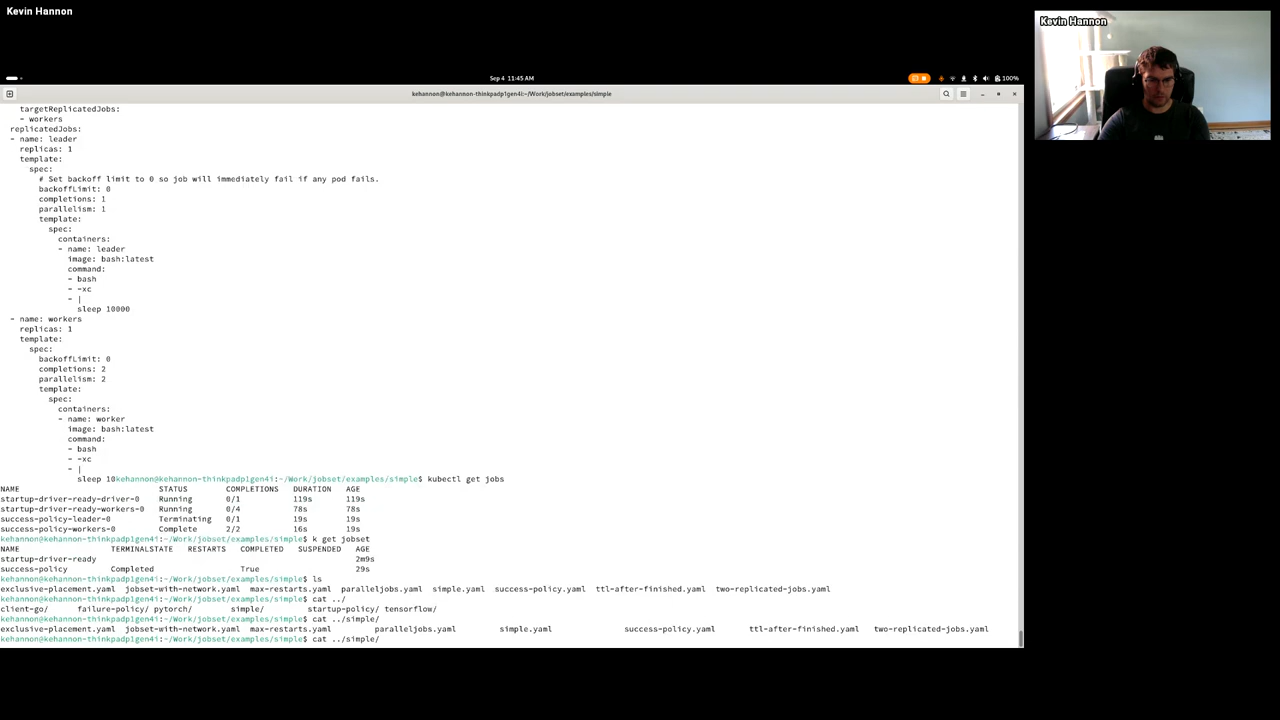 Kevin Hannon
Kevin Hannon
Sep 4 11:45 AM
100%
kehannon@kehannon-thinkpadp1gen4i:~/Work/jobset/examples/simple
targetReplicatedJobs:
- workers
replicatedJobs:
- name: leader
replicas: 1
template:
spec:
# Set backoff limit to 0 so job will immediately fail if any pod fails.
backoffLimit: 0
completions: 1
parallelism: 1
template:
spec:
containers:
- name: leader
image: bash:latest
command:
- bash
- -xc
- |
sleep 10000
- name: workers
replicas: 1
template:
spec:
backoffLimit: 0
completions: 2
parallelism: 2
template:
spec:
containers:
- name: worker
image: bash:latest
command:
- bash
- -xc
- |
sleep 10kehannon@kehannon-thinkpadp1gen4i:~/Work/jobset/examples/simple$ kubectl get jobs
NAME STATUS COMPLETIONS DURATION AGE
startup-driver-ready-driver-0 Running 0/1 119s 119s
startup-driver-ready-workers-0 Running 0/4 78s 78s
success-policy-leader-0 Terminating 0/1 19s 19s
success-policy-workers-0 Complete 2/2 16s 19s
kehannon@kehannon-thinkpadp1gen4i:~/Work/jobset/examples/simple$ k get jobset
NAME TERMINALSTATE RESTARTS COMPLETED SUSPENDED AGE
startup-driver-ready 2m9s
success-policy Completed True 29s
kehannon@kehannon-thinkpadp1gen4i:~/Work/jobset/examples/simple$ ls
exclusive-placement.yaml jobset-with-network.yaml max-restarts.yaml paralleljobs.yaml simple.yaml success-policy.yaml ttl-after-finished.yaml two-replicated-jobs.yaml
kehannon@kehannon-thinkpadp1gen4i:~/Work/jobset/examples/simple$ cat ../
client-go/ failure-policy/ pytorch/ simple/ startup-policy/ tensorflow/
kehannon@kehannon-thinkpadp1gen4i:~/Work/jobset/examples/simple$ cat ../simple/
exclusive-placement.yaml jobset-with-network.yaml max-restarts.yaml paralleljobs.yaml simple.yaml success-policy.yaml ttl-after-finished.yaml two-replicated-jobs.yaml
kehannon@kehannon-thinkpadp1gen4i:~/Work/jobset/examples/simple$ cat ../simple/